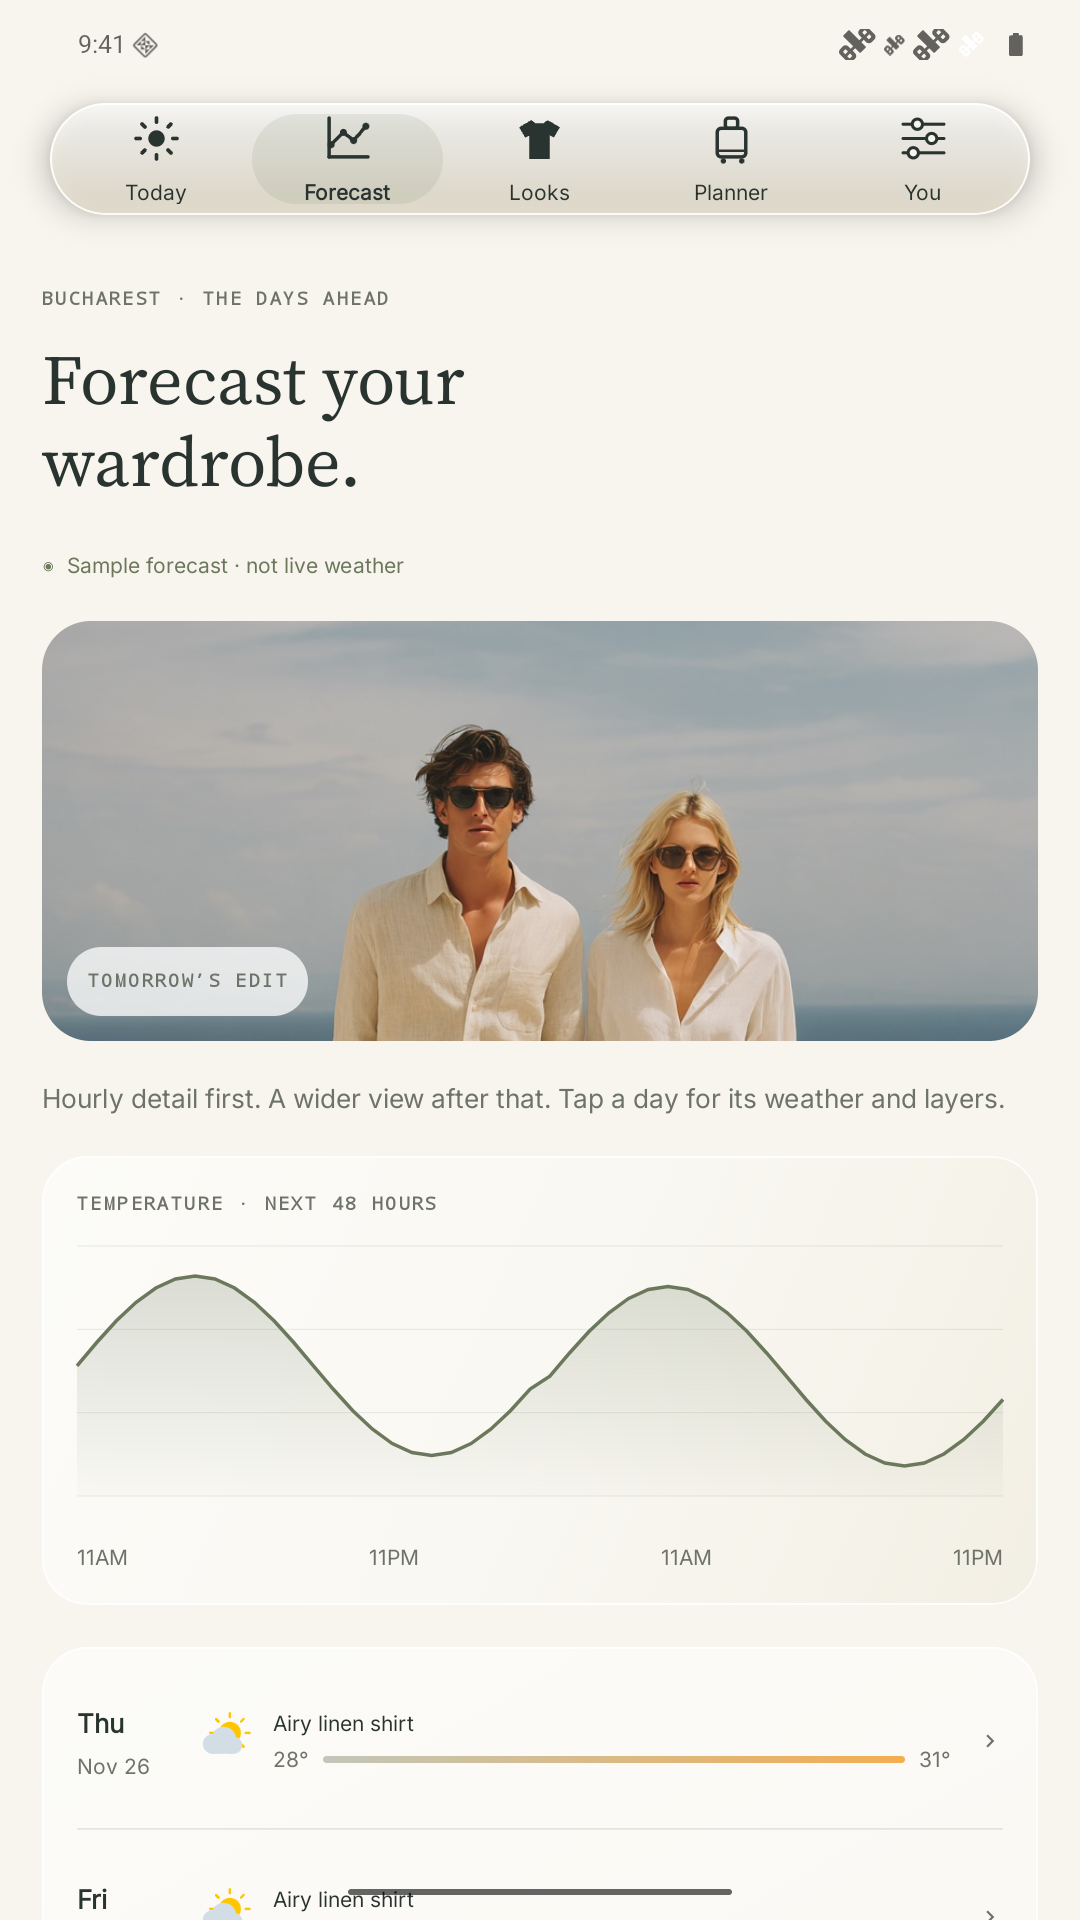 9:41
Today
Forecast
Looks
Planner
You
BUCHAREST · THE DAYS AHEAD
Forecast your
wardrobe.
Sample forecast · not live weather
TOMORROW’S EDIT
Hourly detail first. A wider view after that. Tap a day for its weather and layers.
TEMPERATURE · NEXT 48 HOURS
11AM 11PM 11AM 11PM
Thu
Airy linen shirt
Nov 26
28° 31°
Fri
Airy linen shirt